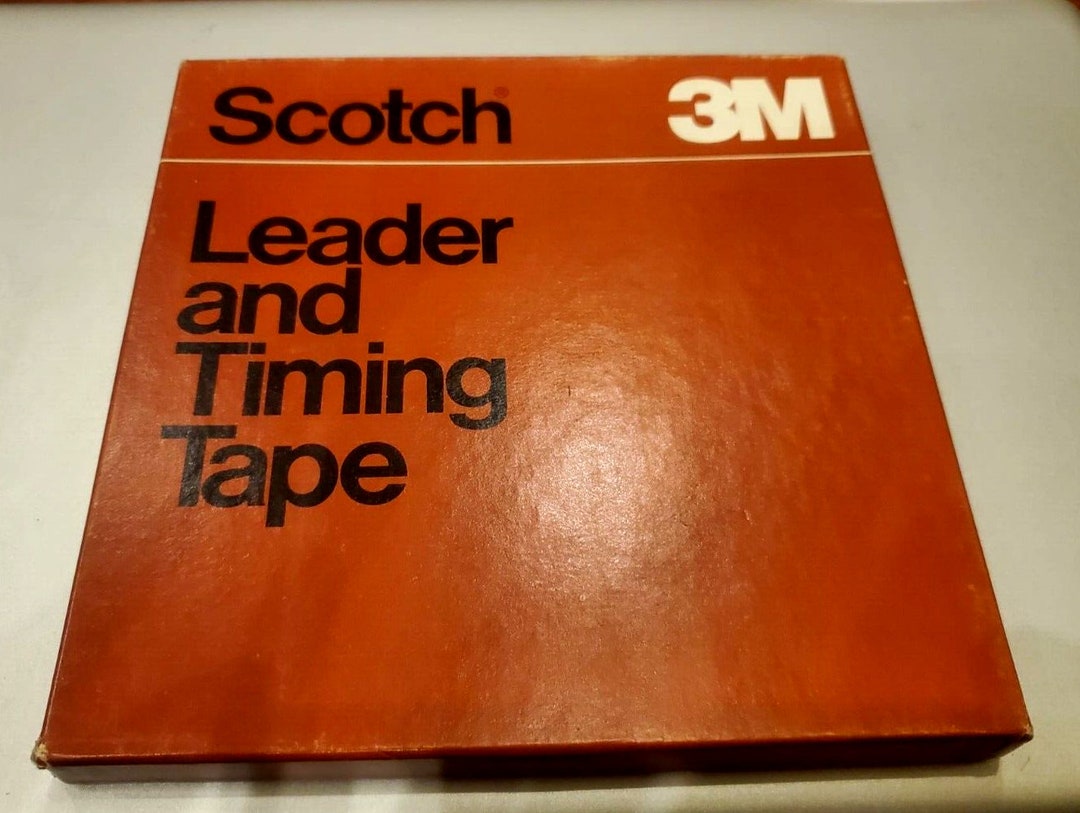 Scotch® 3M
Leader
and
Timing
Tape